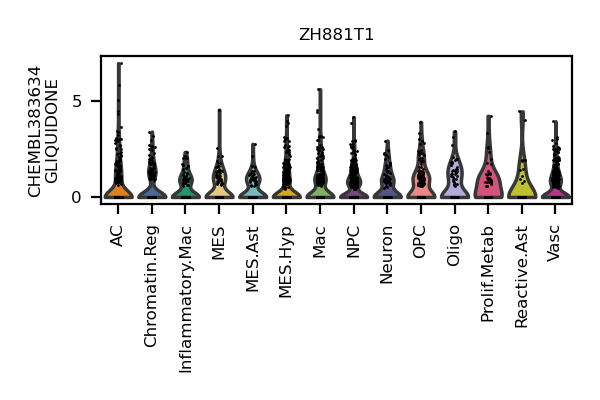 ZH881T1
CHEMBL383634
GLIQUIDONE
5
0
AC
Chromatin.Reg
Inflammatory.Mac
MES
MES.Ast
MES.Hyp
Mac
NPC
Neuron
OPC
Oligo
Prolif.Metab
Reactive.Ast
Vasc